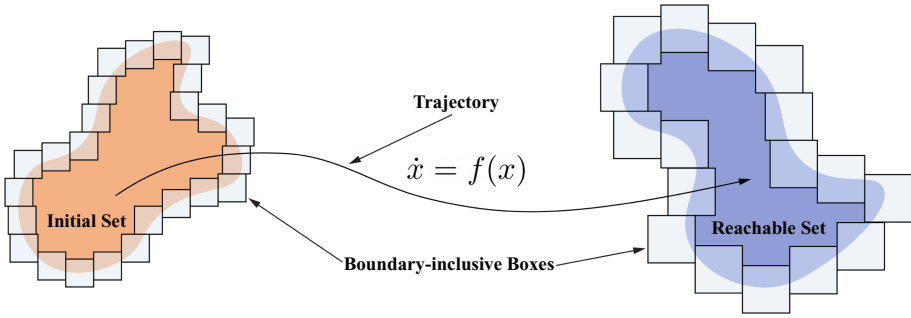 Trajectory
ẋ = f(x)
Initial Set
Reachable Set
Boundary-inclusive Boxes